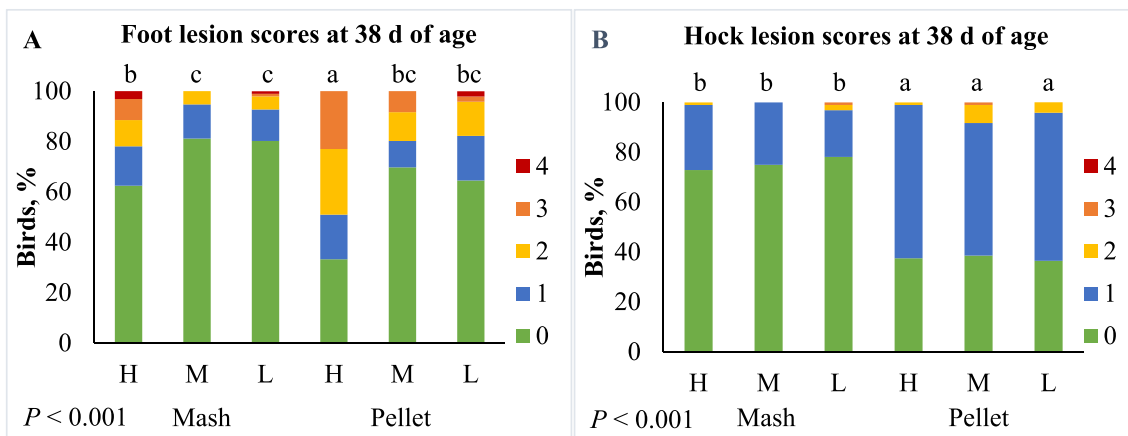 A
Foot lesion scores at 38 d of age
b c c a bc bc
100
80
60
40
20
0
Birds, %
4
3
2
1
0
H M L H M L
P < 0.001 Mash Pellet
B
Hock lesion scores at 38 d of age
b b b a a a
100
80
60
40
20
0
Birds, %
4
3
2
1
0
H M L H M L
P < 0.001 Mash Pellet